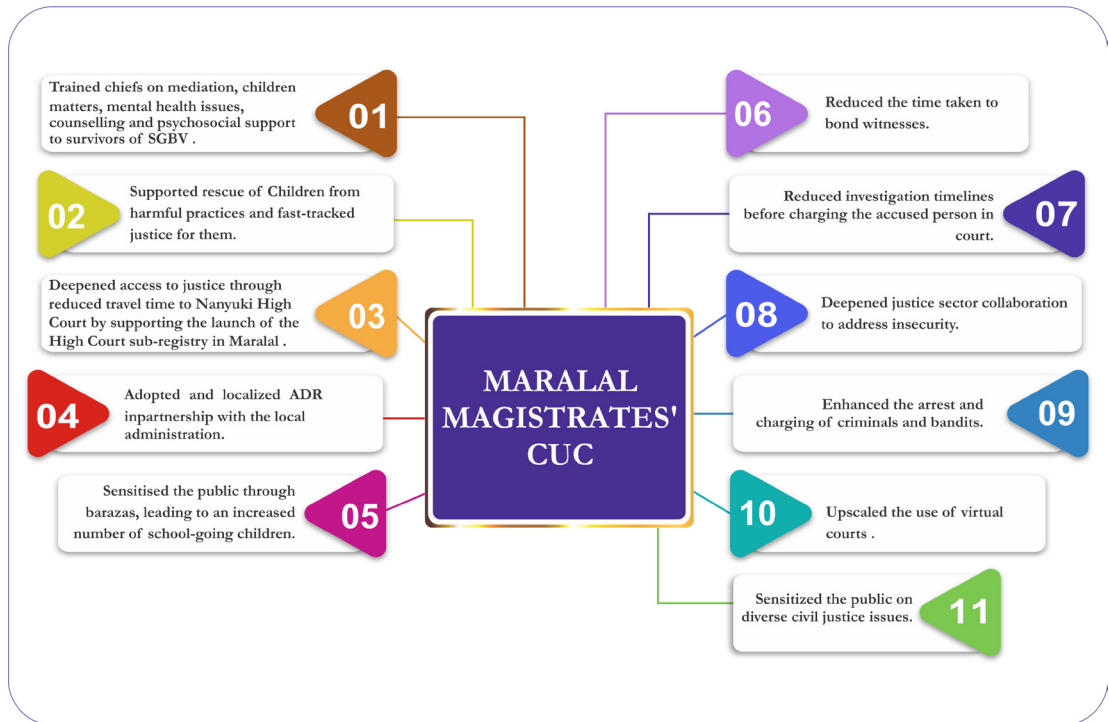 Trained chiefs on mediation, children
matters, mental health issues,
counselling and psychosocial support
to survivors of SGBV .
01
02
Supported rescue of Children from
harmful practices and fast-tracked
justice for them.
Deepened access to justice through
reduced travel time to Nanyuki High
Court by supporting the launch of the
High Court sub-registry in Maralal .
03
04
Adopted and localized ADR
inpartnership with the local
administration.
Sensitised the public through
barazas, leading to an increased
number of school-going children.
05
MARALAL
MAGISTRATES'
CUC
06
Reduced the time taken to
bond witnesses.
Reduced investigation timelines
before charging the accused person in
court.
07
08
Deepened justice sector collaboration
to address insecurity.
Enhanced the arrest and
charging of criminals and bandits.
09
10
Upscaled the use of virtual
courts .
Sensitized the public on
diverse civil justice issues.
11